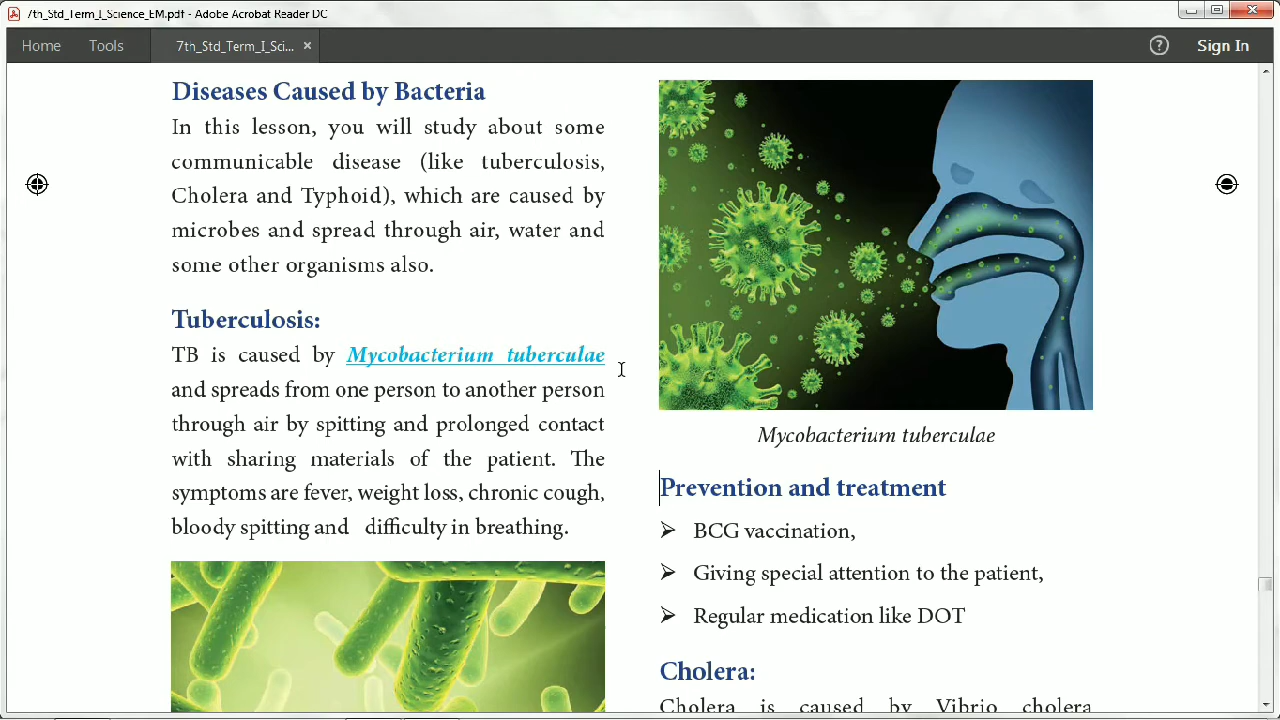 7th_Std_Term_I_Science_EM.pdf - Adobe Acrobat Reader DC
Home Tools 7th_Std_Term_I_Sci... × ? Sign In
Diseases Caused by Bacteria
In this lesson, you will study about some
communicable disease (like tuberculosis,
Cholera and Typhoid), which are caused by
microbes and spread through air, water and
some other organisms also.
Tuberculosis:
TB is caused by Mycobacterium tuberculae
and spreads from one person to another person
through air by spitting and prolonged contact
with sharing materials of the patient. The
symptoms are fever, weight loss, chronic cough,
bloody spitting and difficulty in breathing.
Mycobacterium tuberculae
Prevention and treatment
➢ BCG vaccination,
➢ Giving special attention to the patient,
➢ Regular medication like DOT
Cholera:
Cholera is caused by Vibrio cholera